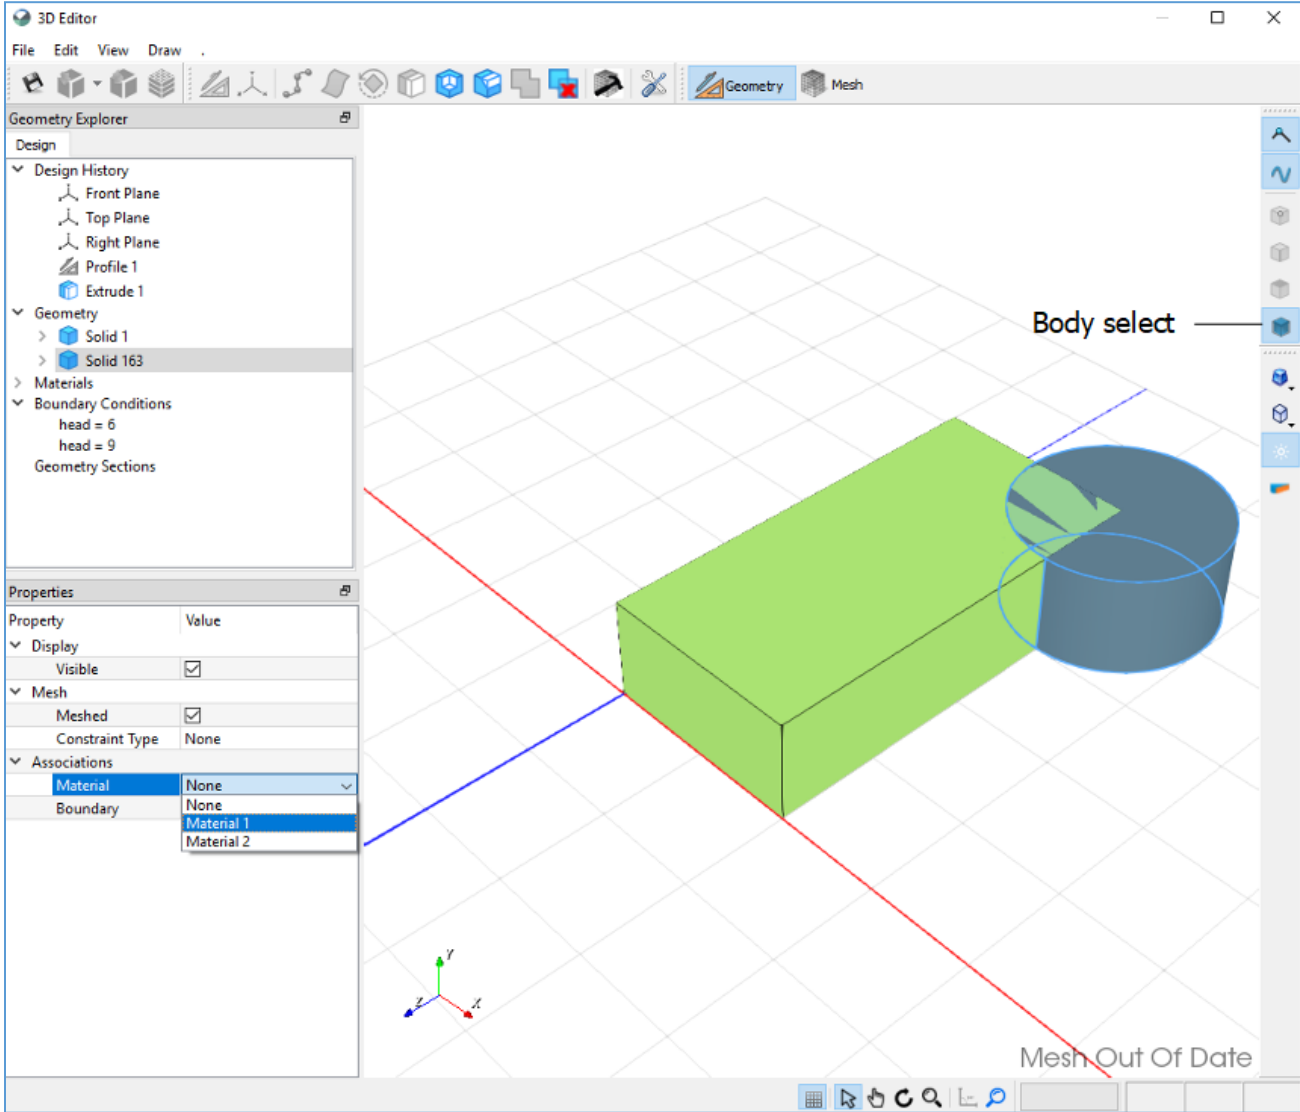 3D Editor
File Edit View Draw .
Geometry Mesh
Geometry Explorer
Design
Design History
Front Plane
Top Plane
Right Plane
Profile 1
Extrude 1
Geometry
Solid 1
Solid 163
Materials
Boundary Conditions
head = 6
head = 9
Geometry Sections
Body select
Properties
Property Value
Display
Visible
Mesh
Meshed
Constraint Type None
Associations
Material None
Boundary None
Material 1
Material 2
Y
Z X
Mesh Out Of Date